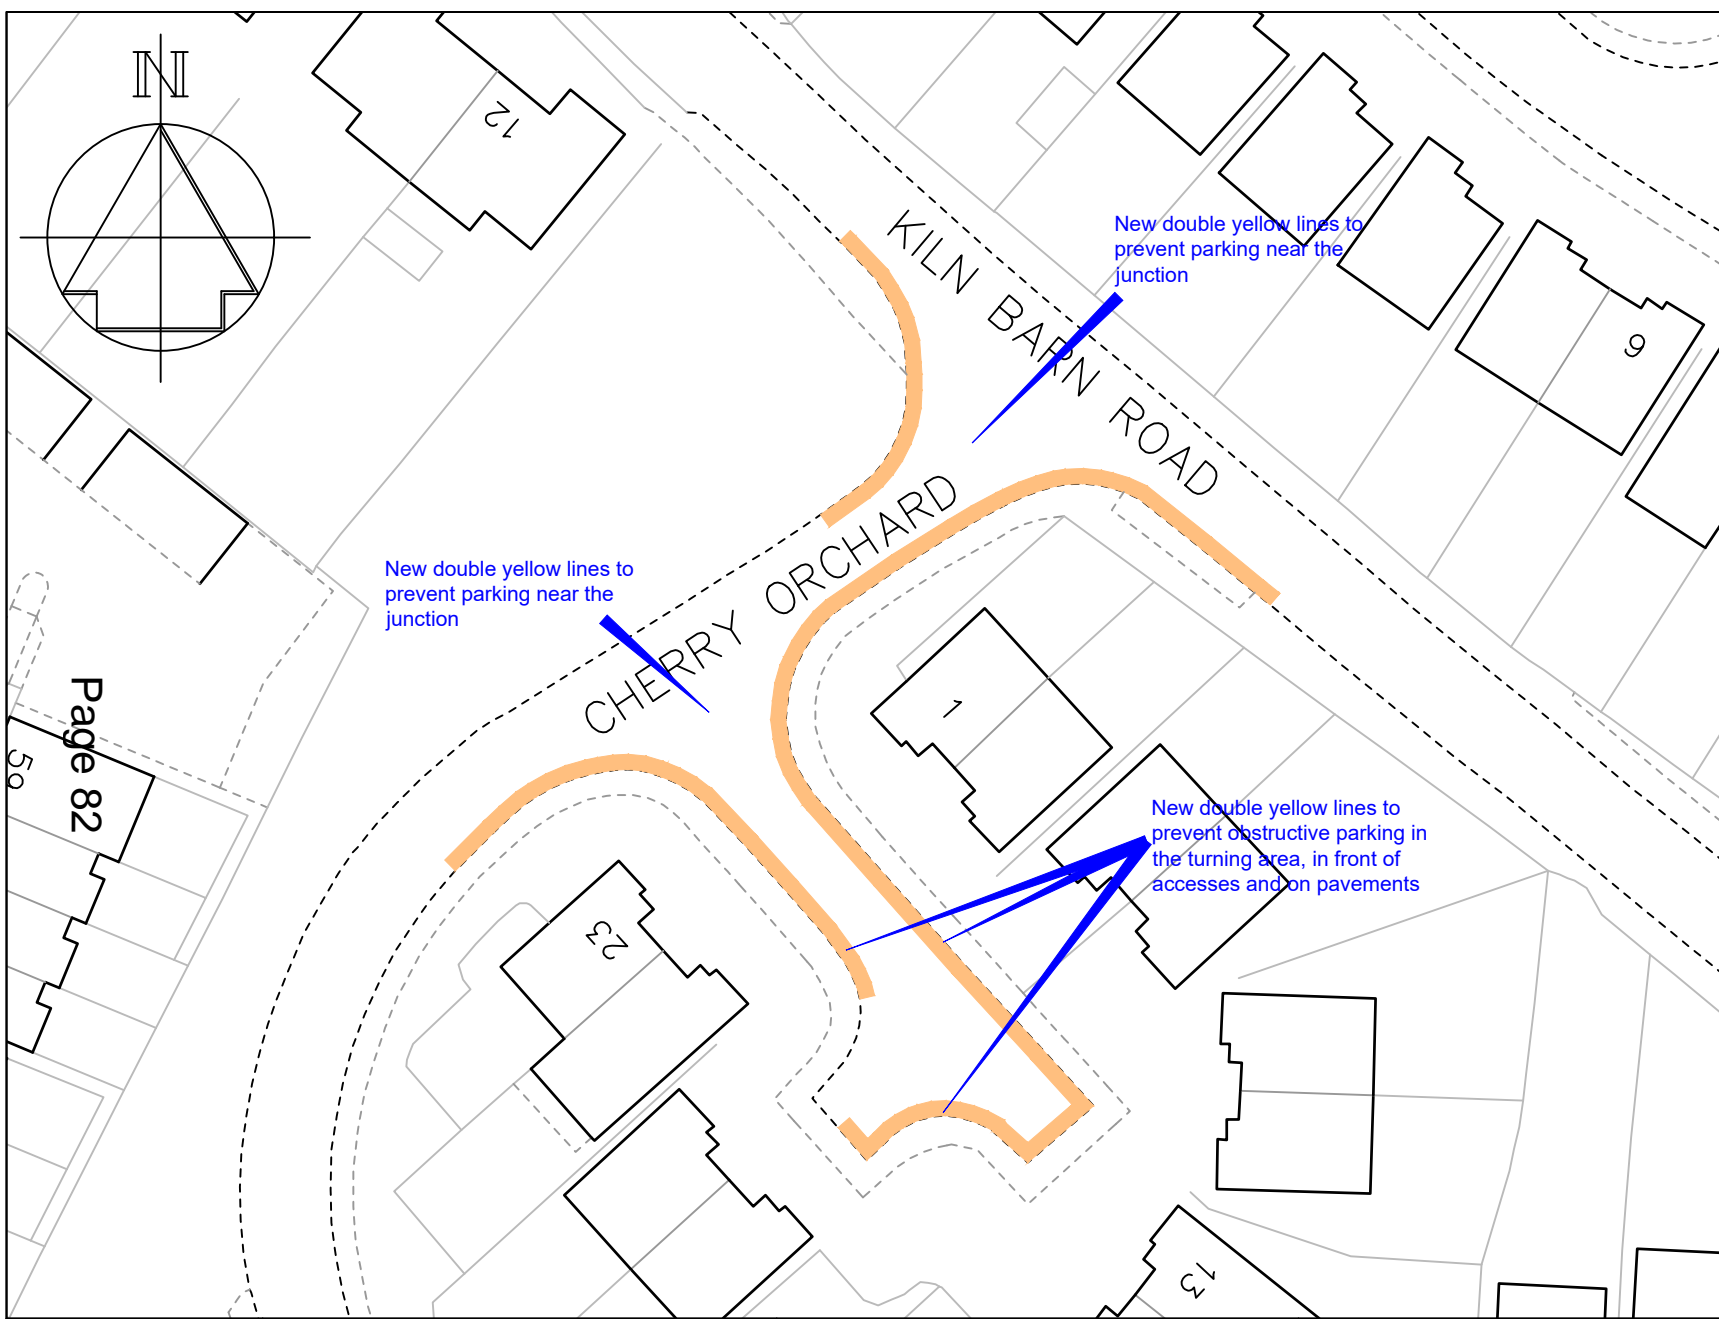 N
12
KILN BARN ROAD
New double yellow lines to
prevent parking near the
junction
9
CHERRY ORCHARD
New double yellow lines to
prevent parking near the
junction
Page 82
59
1
New double yellow lines to
prevent obstructive parking in
the turning area, in front of
accesses and on pavements
23
13